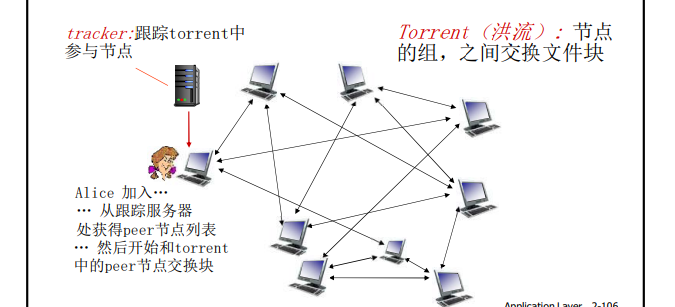 tracker:跟踪torrent中
参与节点
Torrent（洪流）: 节点
的组，之间交换文件块
Alice 加入…
… 从跟踪服务器
处获得peer节点列表
… 然后开始和torrent
中的peer节点交换块
Application Layer 2-106